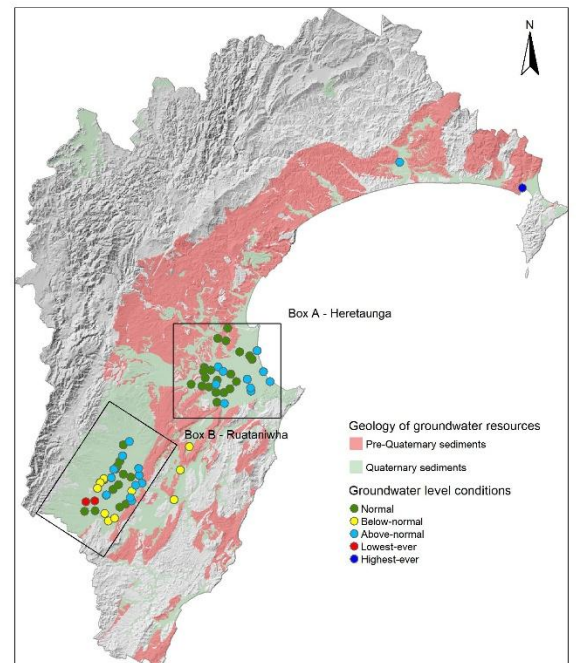 N
Box A - Heretaunga
Box B - Ruataniwha
Geology of groundwater resources
Pre-Quaternary sediments
Quaternary sediments
Groundwater level conditions
Normal
Below-normal
Above-normal
Lowest-ever
Highest-ever